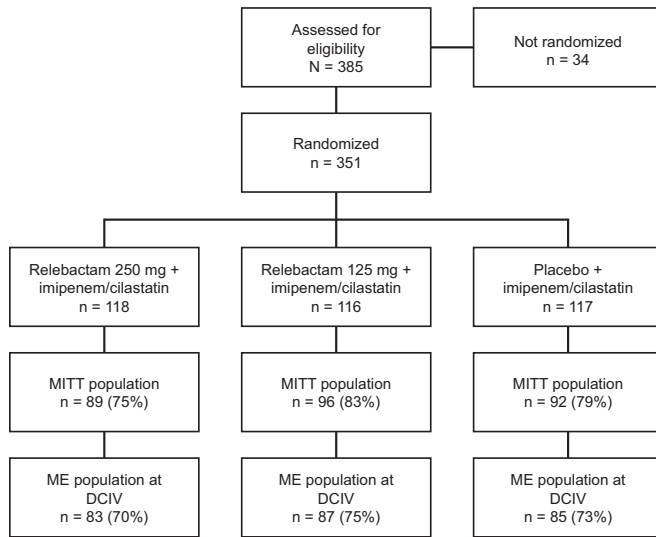 Assessed for
eligibility
N = 385
Not randomized
n = 34
Randomized
n = 351
Relebactam 250 mg +
imipenem/cilastatin
n = 118
Relebactam 125 mg +
imipenem/cilastatin
n = 116
Placebo +
imipenem/cilastatin
n = 117
MITT population
n = 89 (75%)
MITT population
n = 96 (83%)
MITT population
n = 92 (79%)
ME population at
DCIV
n = 83 (70%)
ME population at
DCIV
n = 87 (75%)
ME population at
DCIV
n = 85 (73%)